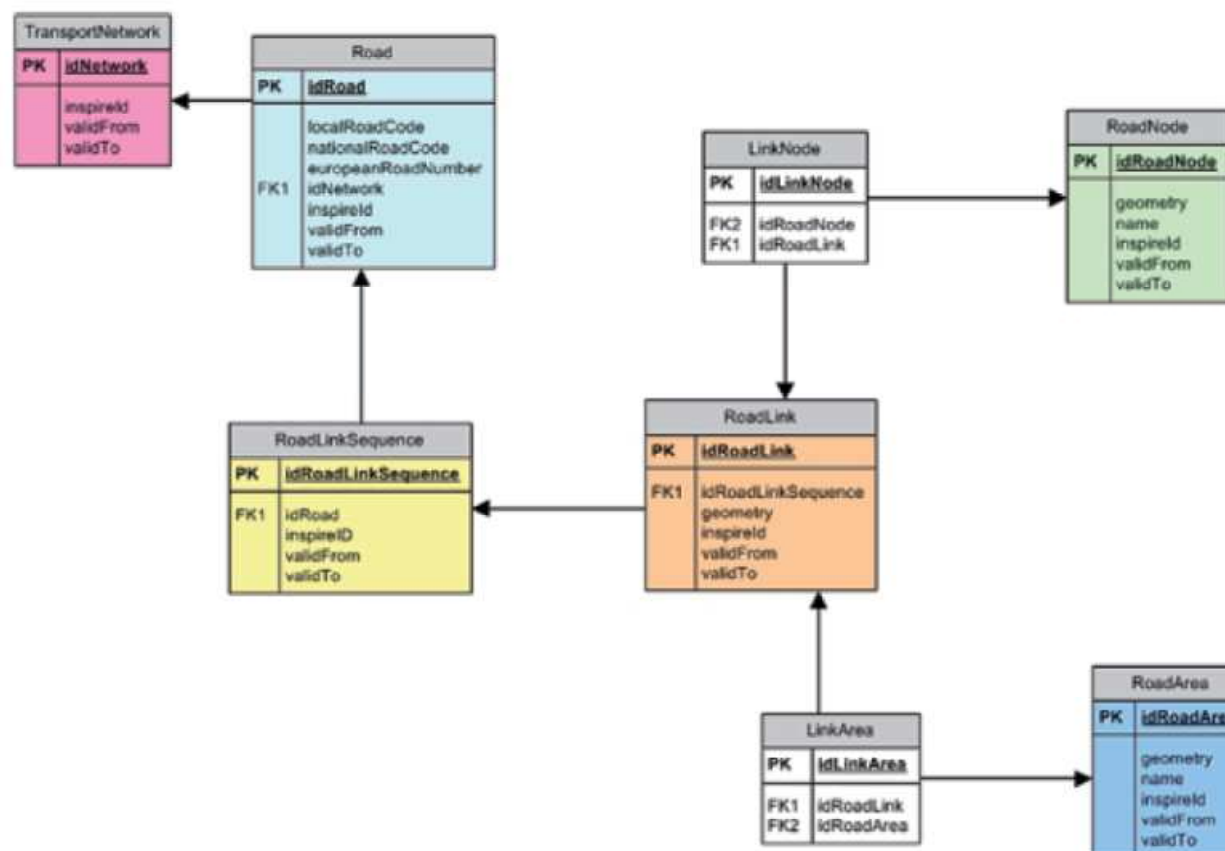 TransportNetwork
PK idNetwork
inspireId
validFrom
validTo
Road
PK idRoad
localRoadCode
nationalRoadCode
europeanRoadNumber
FK1 idNetwork
inspireId
validFrom
validTo
LinkNode
PK idLinkNode
FK2 idRoadNode
FK1 idRoadLink
RoadNode
PK idRoadNode
geometry
name
inspireId
validFrom
validTo
RoadLinkSequence
PK idRoadLinkSequence
FK1 idRoad
inspireID
validFrom
validTo
RoadLink
PK idRoadLink
FK1 idRoadLinkSequence
geometry
inspireId
validFrom
validTo
LinkArea
PK idLinkArea
FK1 idRoadLink
FK2 idRoadArea
RoadArea
PK idRoadAre
geometry
name
inspireId
validFrom
validTo